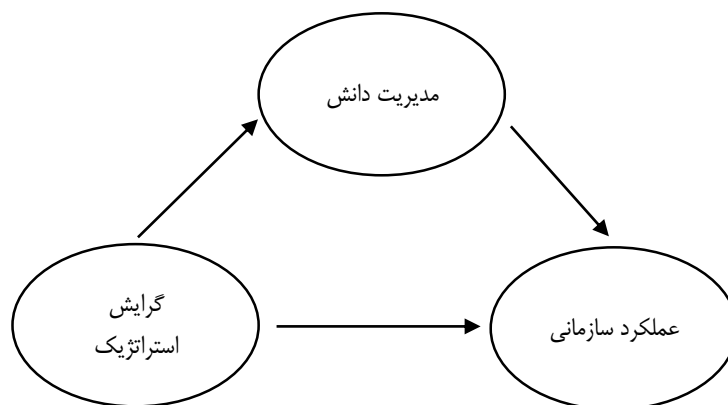 مدیریت دانش
گرایش
استراتژیک
عملکرد سازمانی